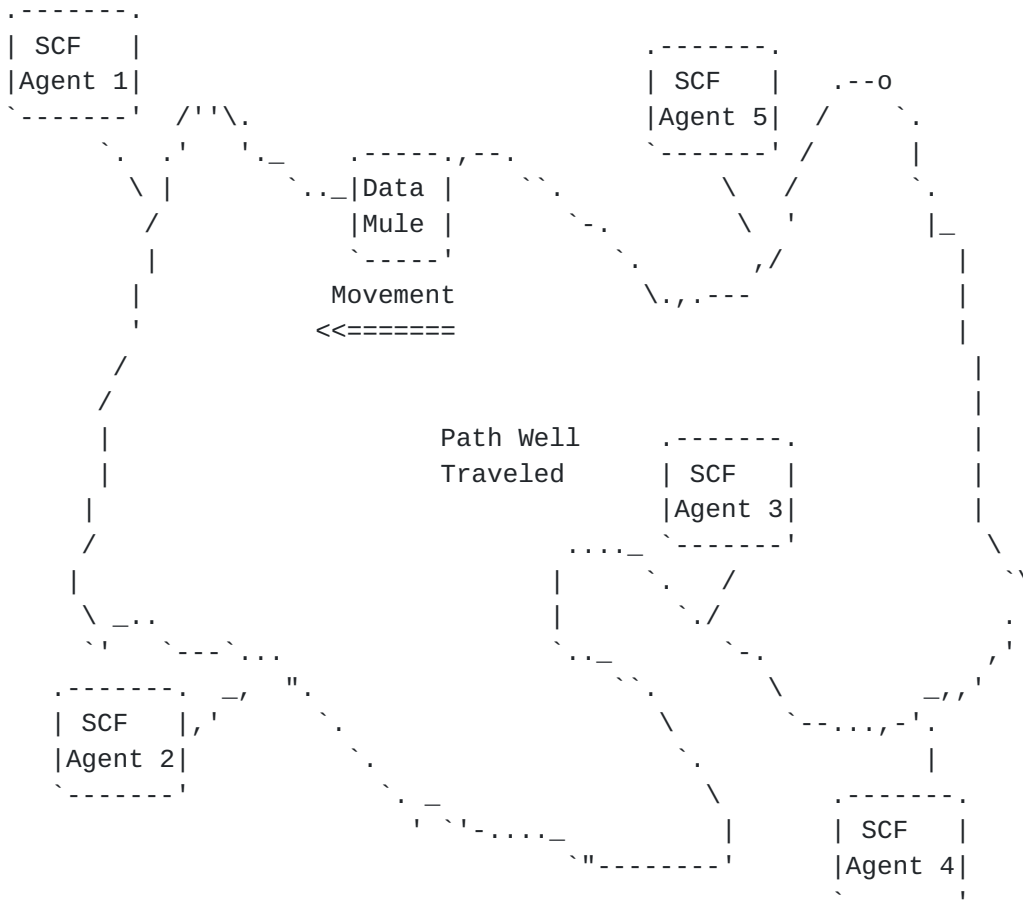 SCF
Agent 1
SCF
Agent 5
Data
Mule
Movement
Path Well
Traveled
SCF
Agent 3
SCF
Agent 2
SCF
Agent 4